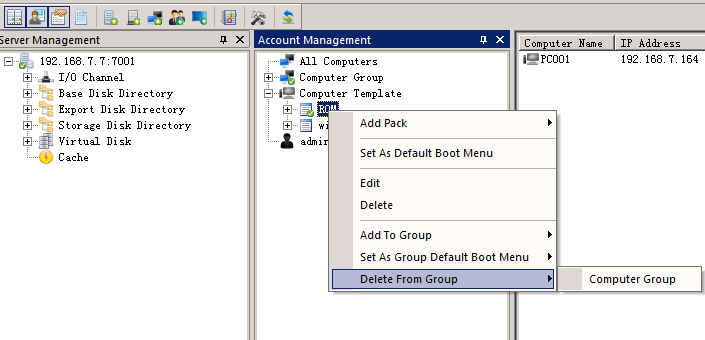 Server Management
192.168.7.7:7001
I/O Channel
Base Disk Directory
Export Disk Directory
Storage Disk Directory
Virtual Disk
Cache
Account Management
All Computers
Computer Group
Computer Template
ROM
wi
admin
Add Pack
Set As Default Boot Menu
Edit
Delete
Add To Group
Set As Group Default Boot Menu
Delete From Group
Computer Group
Computer Name IP Address
PC001 192.168.7.164